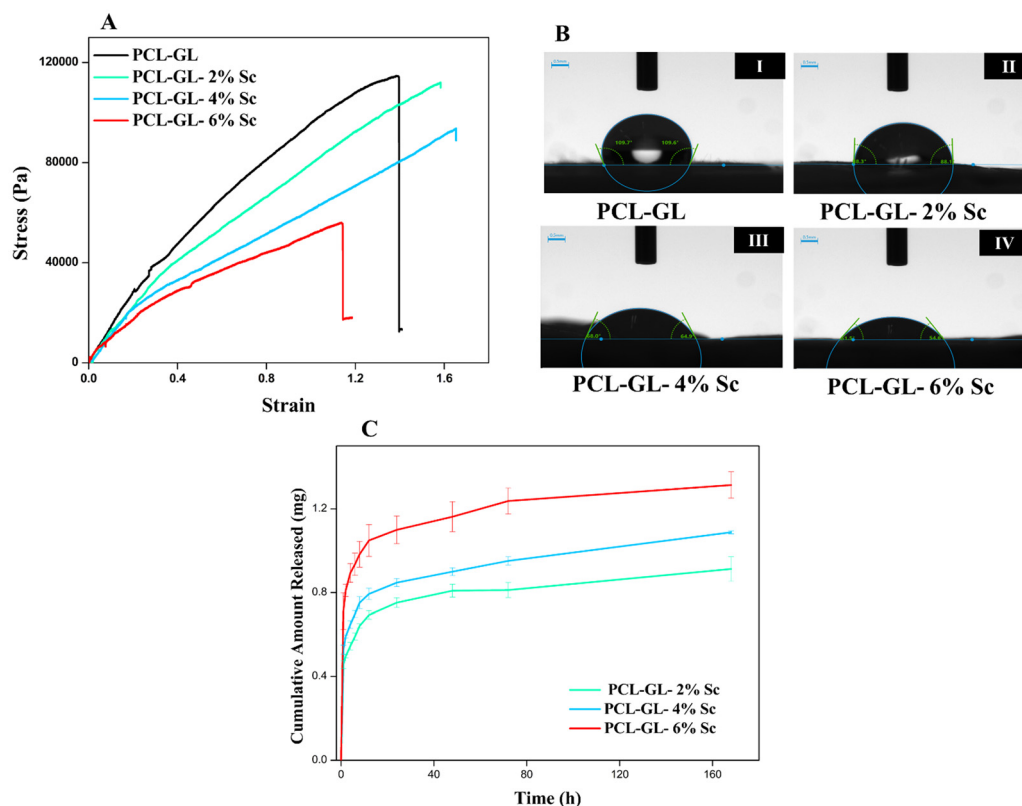 A
PCL-GL
PCL-GL- 2% Sc
PCL-GL- 4% Sc
PCL-GL- 6% Sc
120000
80000
40000
0
0.0 0.4 0.8 1.2 1.6
Stress (Pa)
Strain
B
I
109.7° 109.6°
PCL-GL
II
PCL-GL- 2% Sc
III
PCL-GL- 4% Sc
IV
PCL-GL- 6% Sc
C
1.2
0.8
0.4
0.0
0 40 80 120 160
Cumulative Amount Released (mg)
Time (h)
PCL-GL- 2% Sc
PCL-GL- 4% Sc
PCL-GL- 6% Sc